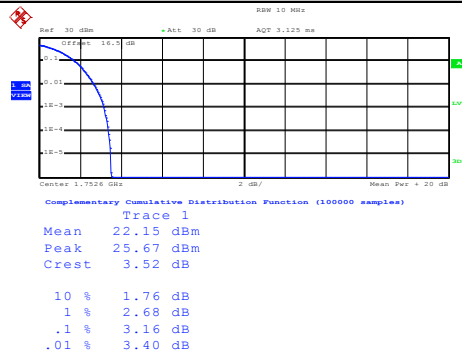 RBW 10 MHz
Ref 30 dBm Att 30 dB AQT 3.125 ms
Offset 16.5 dB
0.1
A
0.01
1 SA
VIEW
1E-3
LV
1E-4
1E-5
3D
Center 1.7526 GHz 2 dB/ Mean Pwr + 20 dB
Complementary Cumulative Distribution Function (100000 samples)
Trace 1
Mean 22.15 dBm
Peak 25.67 dBm
Crest 3.52 dB
10 % 1.76 dB
1 % 2.68 dB
.1 % 3.16 dB
.01 % 3.40 dB